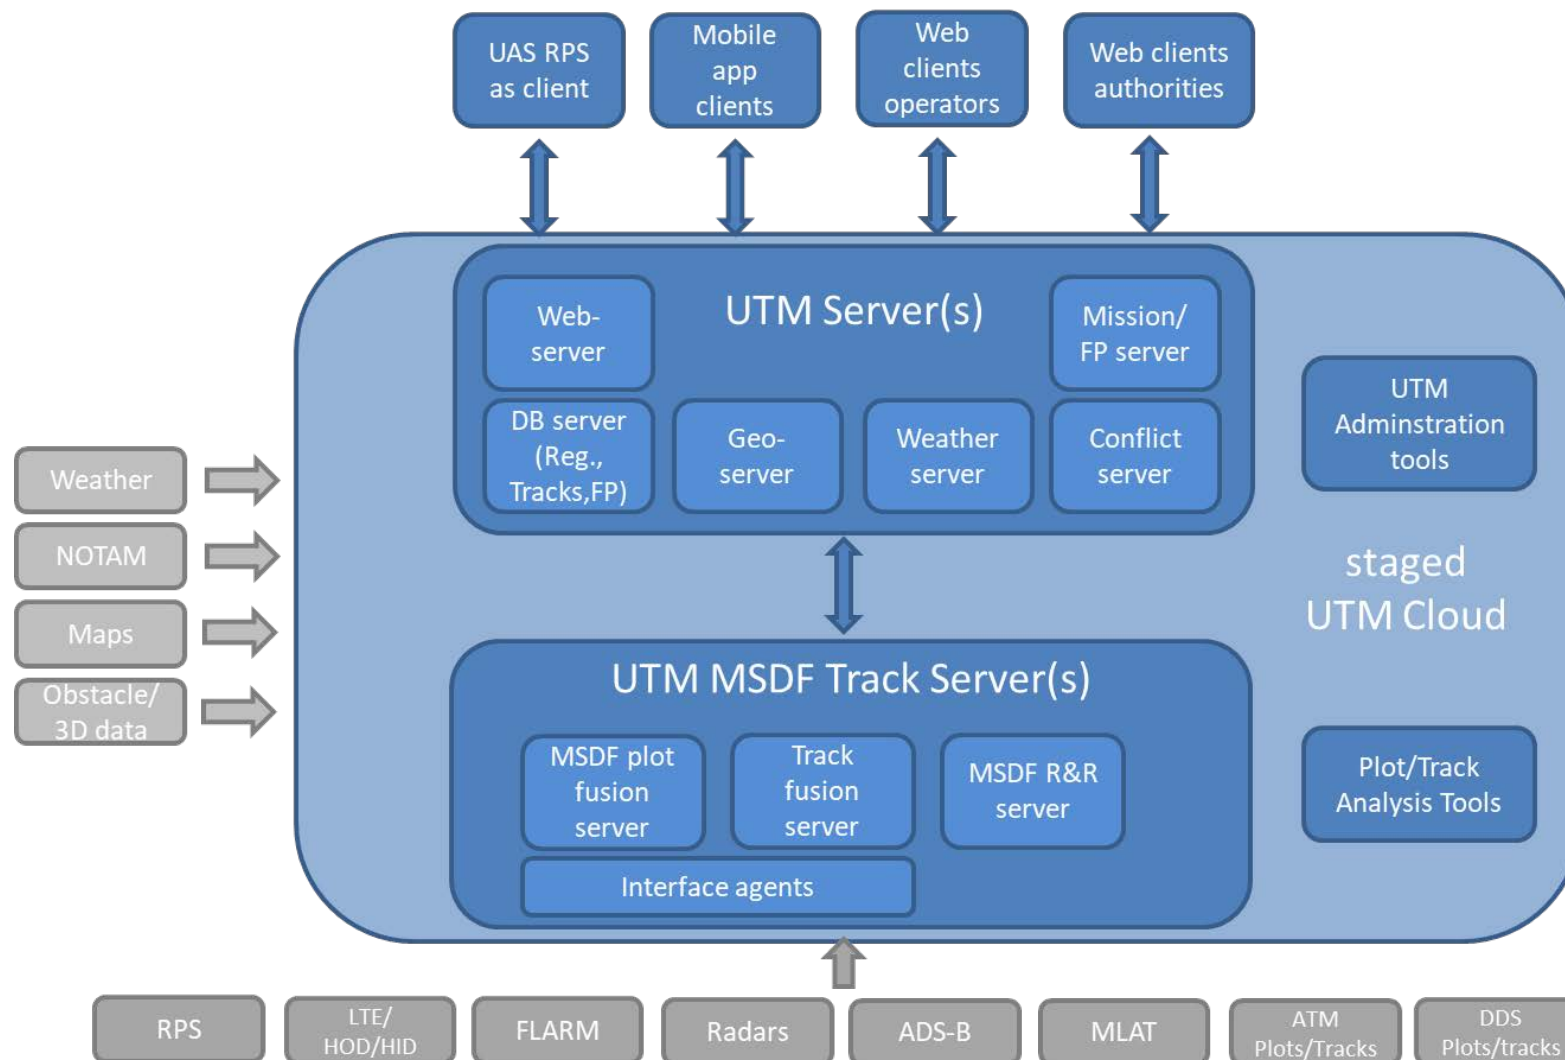 UAS RPS
as client
Mobile
app
clients
Web
clients
operators
Web clients
authorities
UTM Server(s)
Web-
server
Mission/
FP server
DB server
(Reg.,
Tracks,FP)
Geo-
server
Weather
server
Conflict
server
UTM
Adminstration
tools
staged
UTM Cloud
Weather
NOTAM
Maps
Obstacle/
3D data
UTM MSDF Track Server(s)
MSDF plot
fusion
server
Track
fusion
server
MSDF R&R
server
Interface agents
Plot/Track
Analysis Tools
RPS
LTE/
HOD/HID
FLARM
Radars
ADS-B
MLAT
ATM
Plots/Tracks
DDS
Plots/tracks